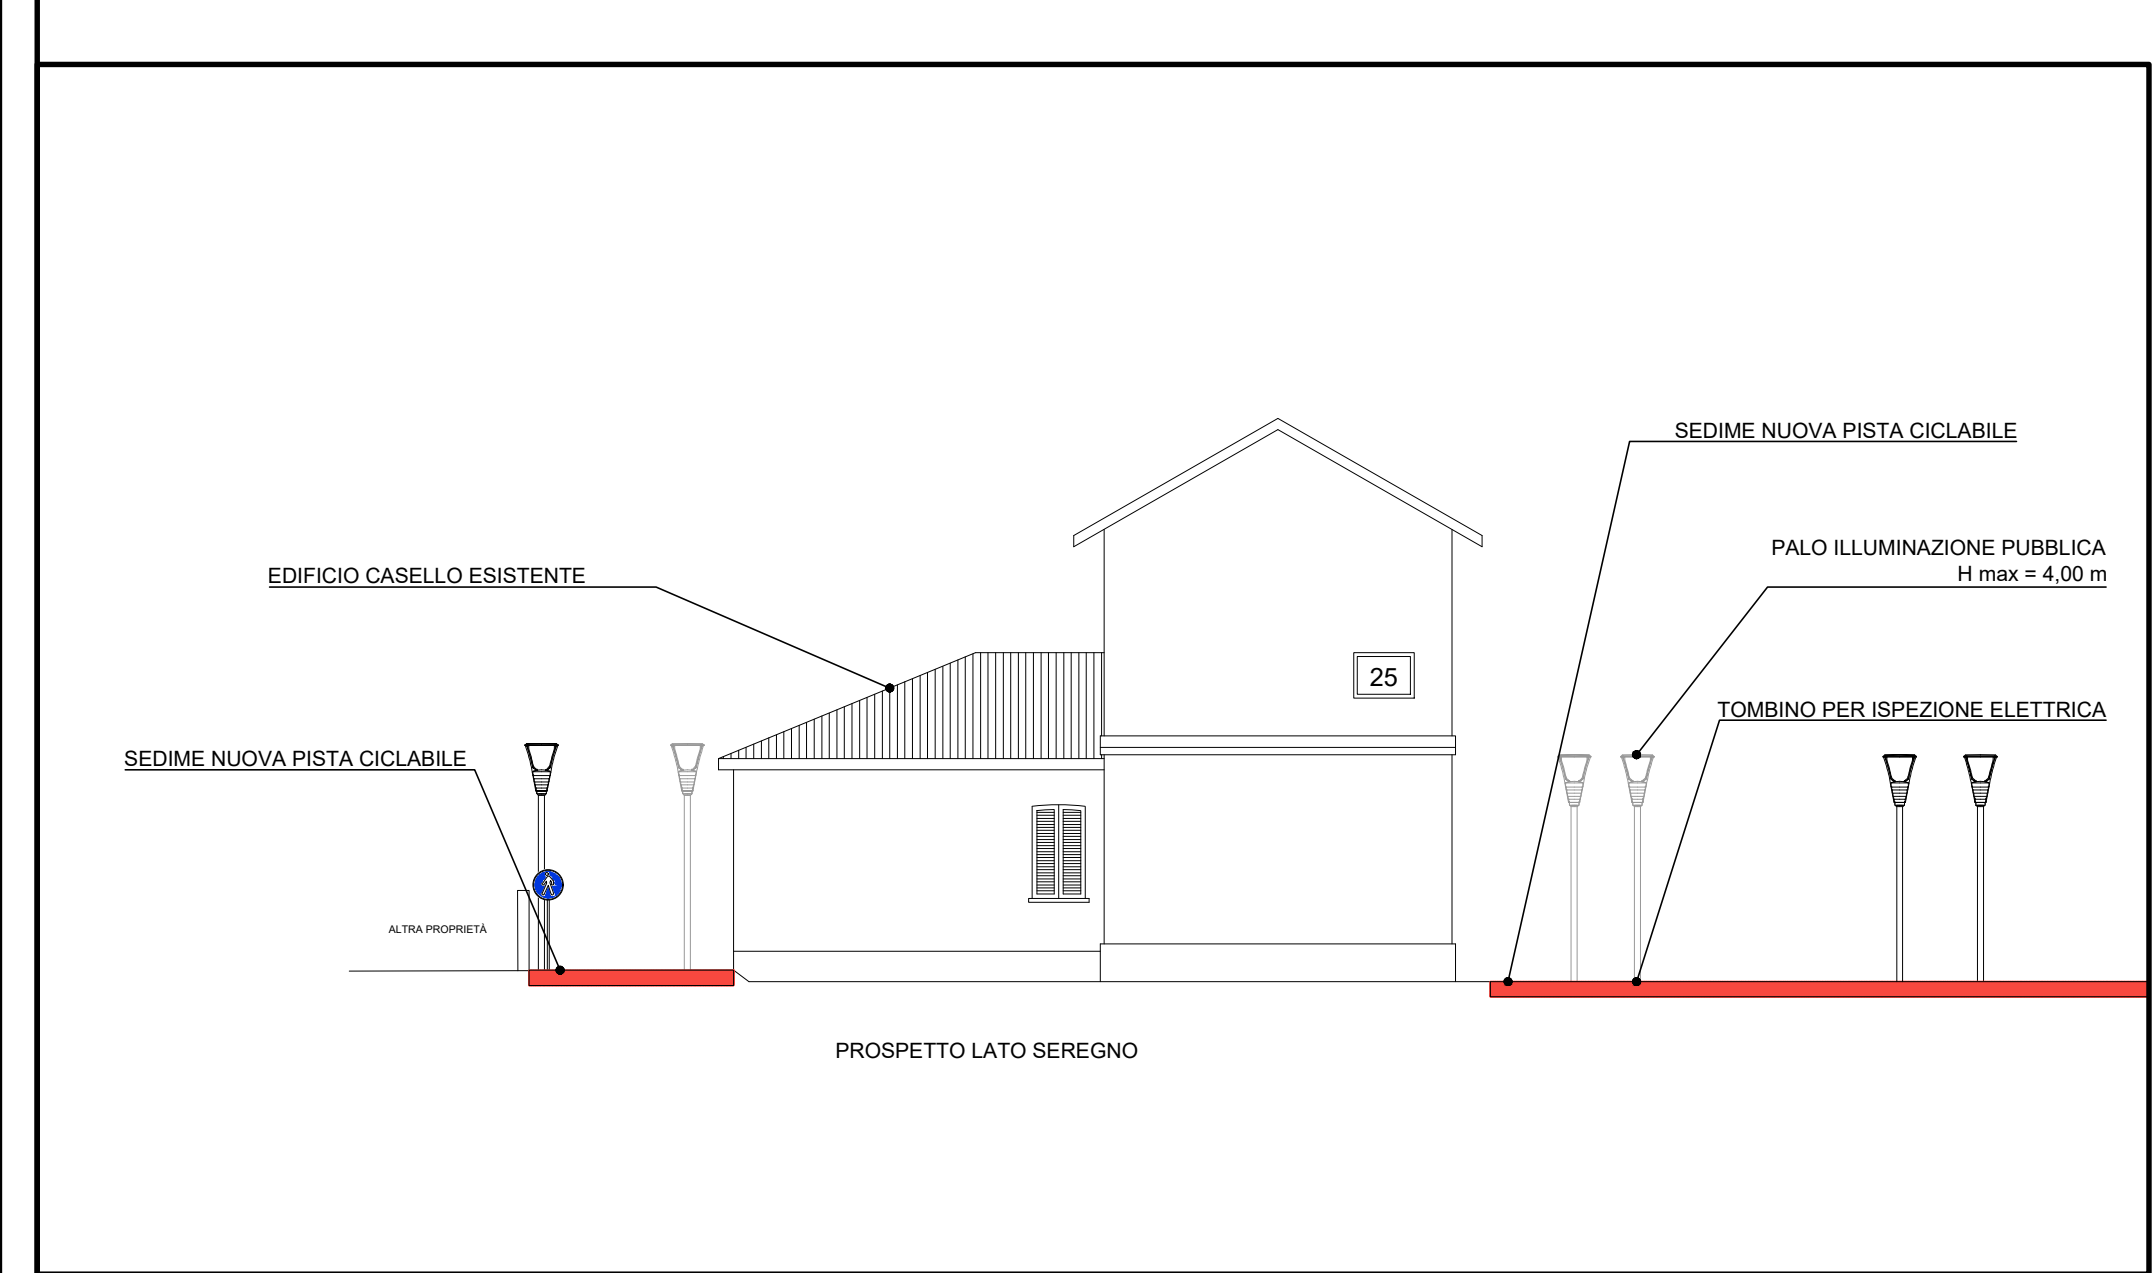 SEDIME NUOVA PISTA CICLABILE
PALO ILLUMINAZIONE PUBBLICA
H max = 4,00 m
EDIFICIO CASELLO ESISTENTE
25
TOMBINO PER ISPEZIONE ELETTRICA
SEDIME NUOVA PISTA CICLABILE
ALTRA PROPRIETÀ
PROSPETTO LATO SEREGNO